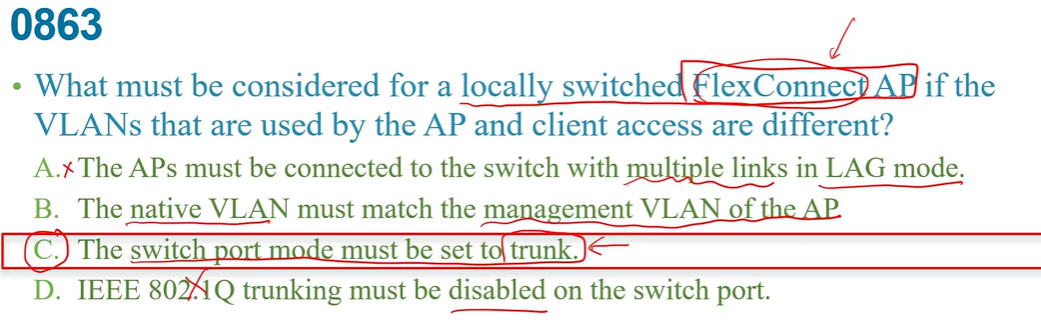 0863
• What must be considered for a locally switched FlexConnect AP if the
VLANs that are used by the AP and client access are different?
A. The APs must be connected to the switch with multiple links in LAG mode.
B. The native VLAN must match the management VLAN of the AP.
C. The switch port mode must be set to trunk.
D. IEEE 802.1Q trunking must be disabled on the switch port.